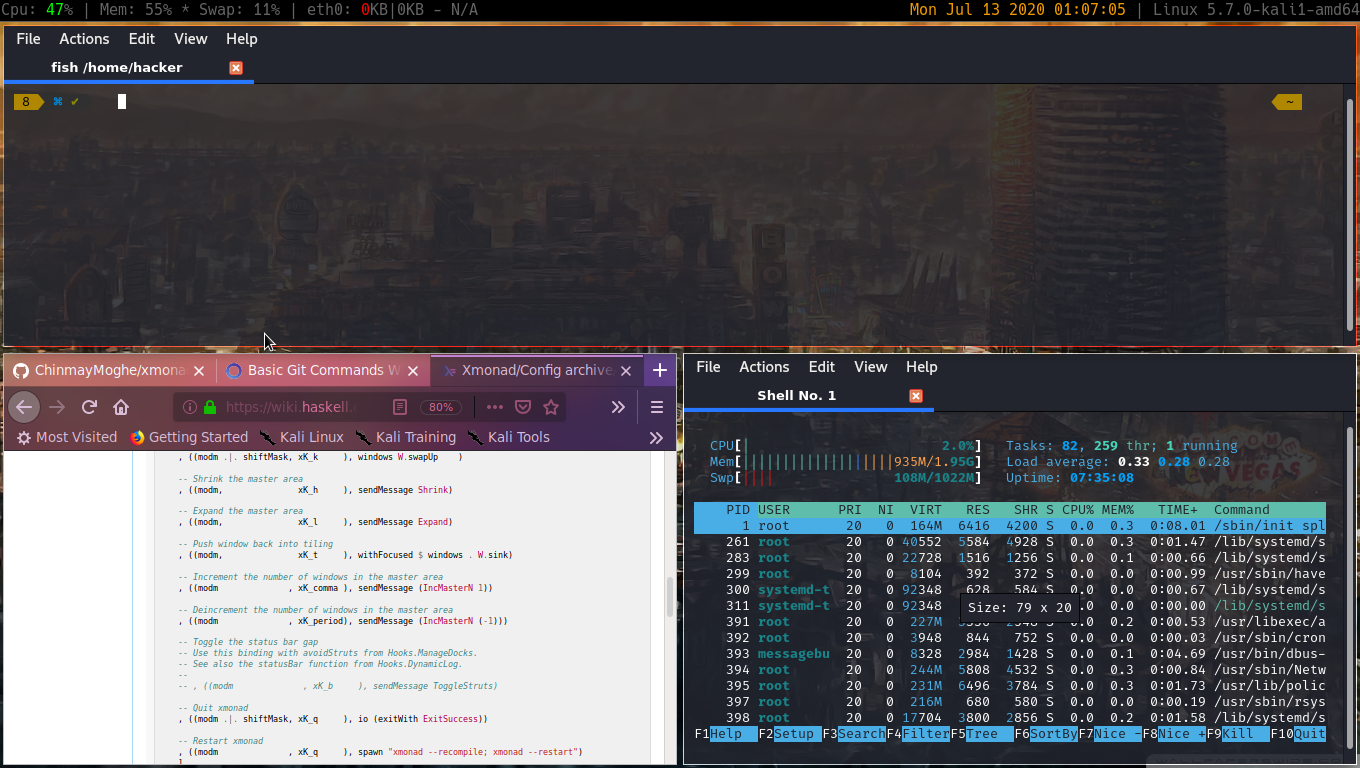 Cpu: 47% | Mem: 55% * Swap: 11% | eth0: 0KB|0KB - N/A
Mon Jul 13 2020 01:07:05 | Linux 5.7.0-kali1-amd64
File Actions Edit View Help
fish /home/hacker
8 ⌘ ✔
~
ChinmayMoghe/xmona
Basic Git Commands W
Xmonad/Config archive
https://wiki.haskell.
80%
Most Visited Getting Started Kali Linux Kali Training Kali Tools
, ((modm .|. shiftMask, xK_k ), windows W.swapUp )
-- Shrink the master area
, ((modm, xK_h ), sendMessage Shrink)
-- Expand the master area
, ((modm, xK_l ), sendMessage Expand)
-- Push window back into tiling
, ((modm, xK_t ), withFocused $ windows . W.sink)
-- Increment the number of windows in the master area
, ((modm , xK_comma ), sendMessage (IncMasterN 1))
-- Deincrement the number of windows in the master area
, ((modm , xK_period), sendMessage (IncMasterN (-1)))
-- Toggle the status bar gap
-- Use this binding with avoidStruts from Hooks.ManageDocks.
-- See also the statusBar function from Hooks.DynamicLog.
--
-- , ((modm , xK_b ), sendMessage ToggleStruts)
-- Quit xmonad
, ((modm .|. shiftMask, xK_q ), io (exitWith ExitSuccess))
-- Restart xmonad
, ((modm , xK_q ), spawn "xmonad --recompile; xmonad --restart")
File Actions Edit View Help
Shell No. 1
CPU[| 2.0%] Tasks: 82, 259 thr; 1 running
Mem[||||||||||||||||||935M/1.95G] Load average: 0.33 0.28 0.28
Swp[|||| 108M/1022M] Uptime: 07:35:08
PID USER PRI NI VIRT RES SHR S CPU% MEM% TIME+ Command
1 root 20 0 164M 6416 4200 S 0.0 0.3 0:08.01 /sbin/init spl
261 root 20 0 40552 5584 4928 S 0.0 0.3 0:01.47 /lib/systemd/s
283 root 20 0 22728 1516 1256 S 0.0 0.1 0:00.66 /lib/systemd/s
299 root 20 0 8104 392 372 S 0.0 0.0 0:00.99 /usr/sbin/have
300 systemd-t 20 0 92348 628 584 S 0.0 0.0 0:00.67 /lib/systemd/s
311 systemd-t 20 0 92348 .0 0.0 0:00.00 /lib/systemd/s
Size: 79 x 20
391 root 20 0 227M S 0.0 0.2 0:00.53 /usr/libexec/a
392 root 20 0 3948 844 752 S 0.0 0.0 0:00.03 /usr/sbin/cron
393 messagebu 20 0 8328 2984 1428 S 0.0 0.1 0:04.69 /usr/bin/dbus-
394 root 20 0 244M 5808 4532 S 0.0 0.3 0:00.84 /usr/sbin/Netw
395 root 20 0 231M 6496 3784 S 0.0 0.3 0:01.73 /usr/lib/polic
397 root 20 0 216M 680 580 S 0.0 0.0 0:00.19 /usr/sbin/rsys
398 root 20 0 17704 3800 2856 S 0.0 0.2 0:01.58 /lib/systemd/s
F1Help F2Setup F3SearchF4FilterF5Tree F6SortByF7Nice -F8Nice +F9Kill F10Quit